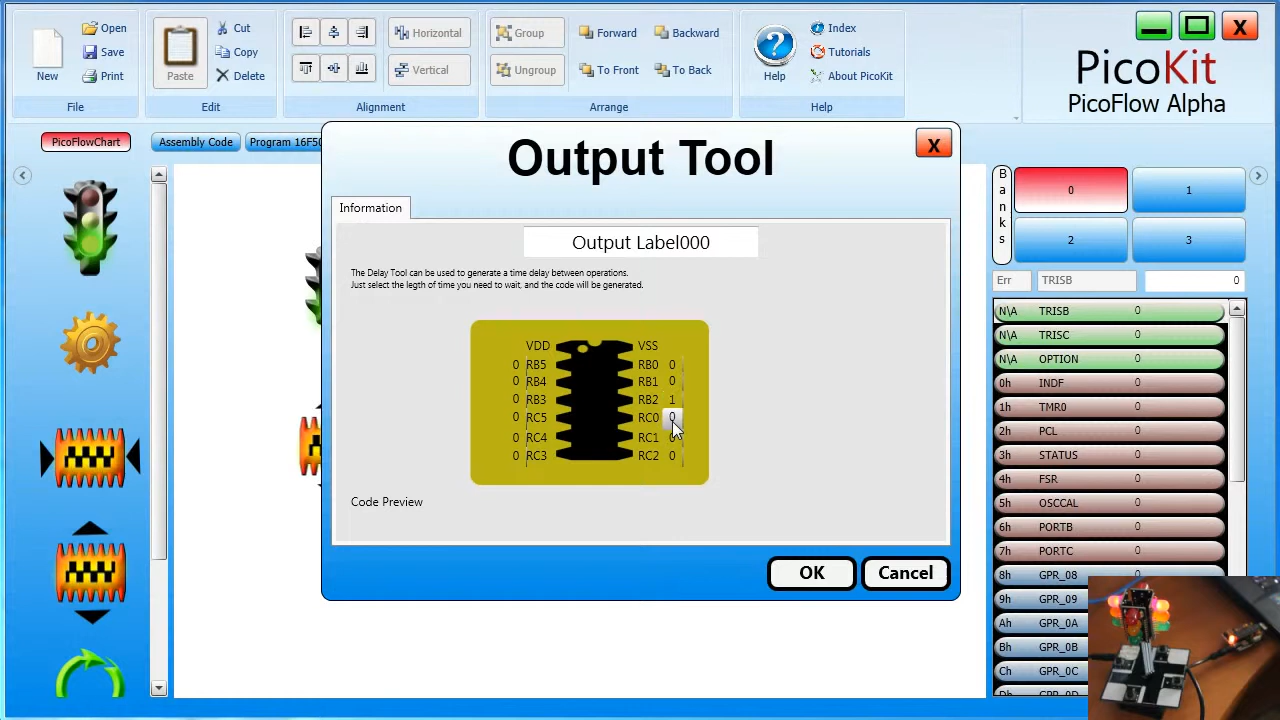 New
Open
Save
Print
File
Paste
Cut
Copy
Delete
Edit
Horizontal
Vertical
Alignment
Group
Ungroup
Forward
To Front
Backward
To Back
Arrange
Help
Index
Tutorials
About PicoKit
Help
X
PicoKit
PicoFlow Alpha
PicoFlowChart
Assembly Code
Program 16F50
Output Tool
X
Information
Output Label000
The Delay Tool can be used to generate a time delay between operations.
Just select the legth of time you need to wait, and the code will be generated.
VDD VSS
0 RB5 RB0 0
0 RB4 RB1 0
0 RB3 RB2 1
0 RC5 RC0 0
0 RC4 RC1
0 RC3 RC2 0
Code Preview
OK
Cancel
Banks
0
1
2
3
Err TRISB 0
N\A TRISB 0
N\A TRISC 0
N\A OPTION 0
0h INDF 0
1h TMR0 0
2h PCL 0
3h STATUS 0
4h FSR 0
5h OSCCAL 0
6h PORTB 0
7h PORTC 0
8h GPR_08 0
9h GPR_09
Ah GPR_0A
Bh GPR_0B
Ch GPR_0C